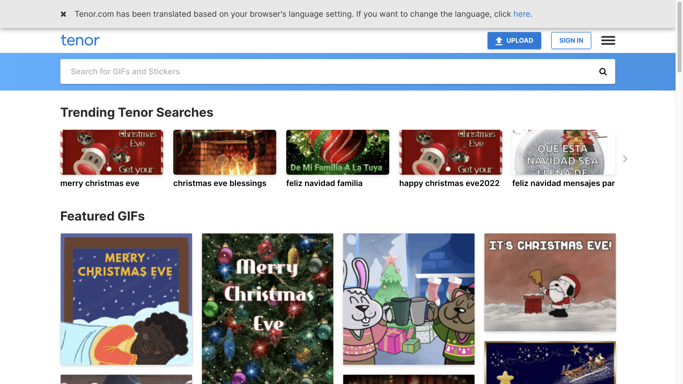 ✖ Tenor.com has been translated based on your browser's language setting. If you want to change the language, click here.
tenor
UPLOAD
SIGN IN
Search for GIFs and Stickers
Trending Tenor Searches
Christmas
Eve
Get your
De Mi Familia A La Tuya
Christmas
Eve
Get your
QUE ESTA
NAVIDAD SEA
LLENA DE
merry christmas eve
christmas eve blessings
feliz navidad familia
happy christmas eve2022
feliz navidad mensajes par
Featured GIFs
MERRY
CHRISTMAS EVE
Merry
Christmas
Eve
IT'S CHRISTMAS EVE!